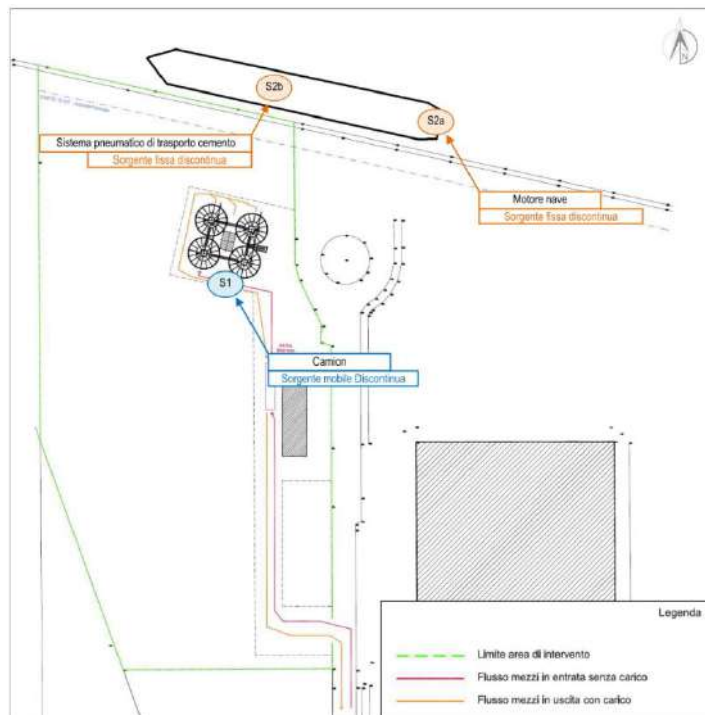 S2b
S2a
Sistema pneumatico di trasporto cemento
Sorgente fissa discontinua
Motore nave
Sorgente fissa discontinua
S1
Camion
Sorgente mobile Discontinua
Legenda
Limite area di intervento
Flusso mezzi in entrata senza carico
Flusso mezzi in uscita con carico
N